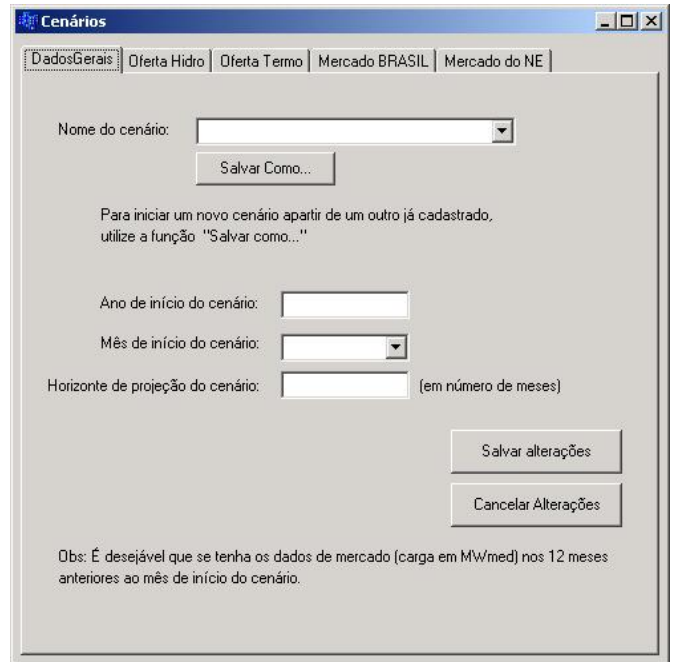 Cenários
DadosGerais Oferta Hidro Oferta Termo Mercado BRASIL Mercado do NE
Nome do cenário:
Salvar Como...
Para iniciar um novo cenário apartir de um outro já cadastrado,
utilize a função "Salvar como..."
Ano de início do cenário:
Mês de início do cenário:
Horizonte de projeção do cenário: (em número de meses)
Salvar alterações
Cancelar Alterações
Obs: É desejável que se tenha os dados de mercado (carga em MWmed) nos 12 meses
anteriores ao mês de início do cenário.